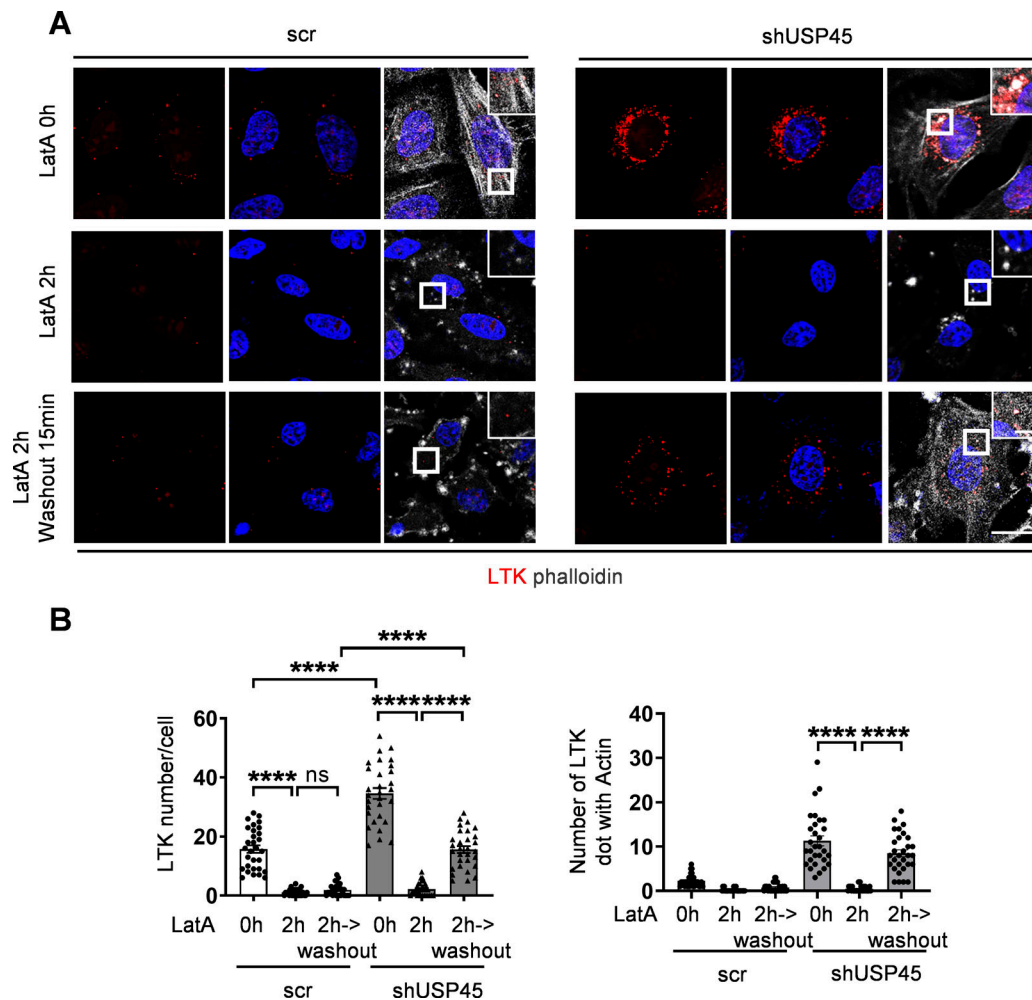 A
scr
shUSP45
LatA 0h
LatA 2h
LatA 2h
Washout 15min
LTK phalloidin
B
****
****
**** ****
**** ns
LTK number/cell
60
40
20
0
LatA 0h 2h 2h-> 0h 2h 2h->
washout washout
scr shUSP45
**** ****
Number of LTK
dot with Actin
40
30
20
10
0
LatA 0h 2h 2h-> 0h 2h 2h->
washout washout
scr shUSP45